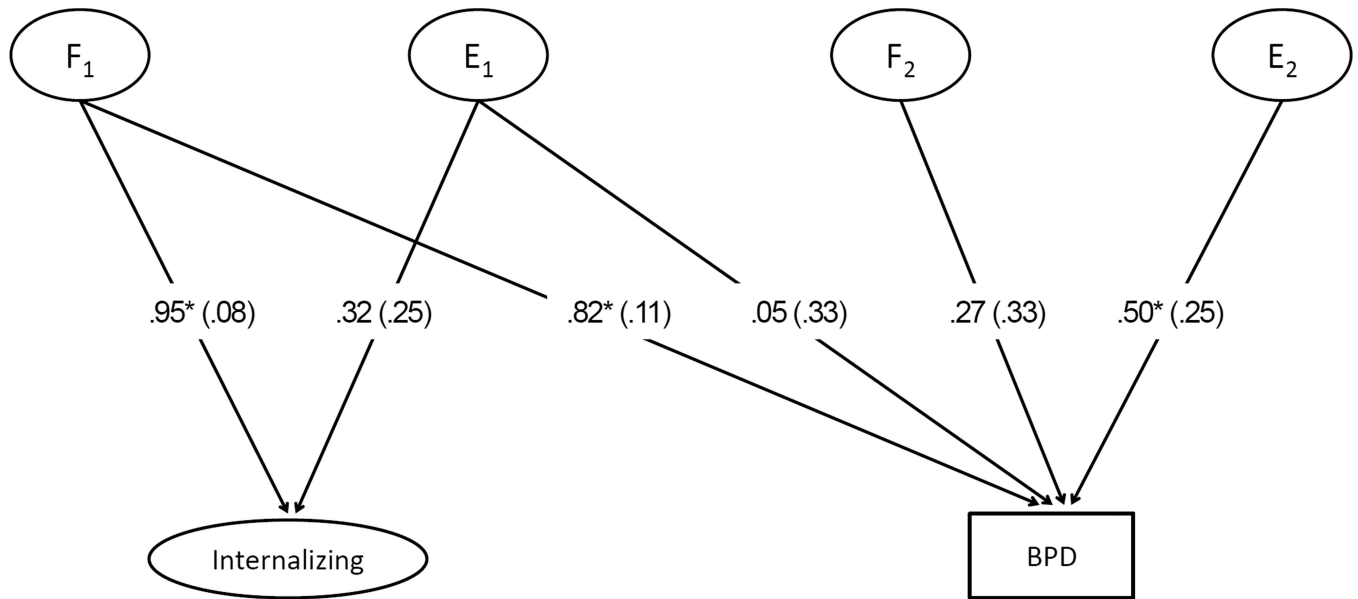 F1
E1
F2
E2
.95* (.08)
.32 (.25)
.82* (.11)
.05 (.33)
.27 (.33)
.50* (.25)
Internalizing
BPD